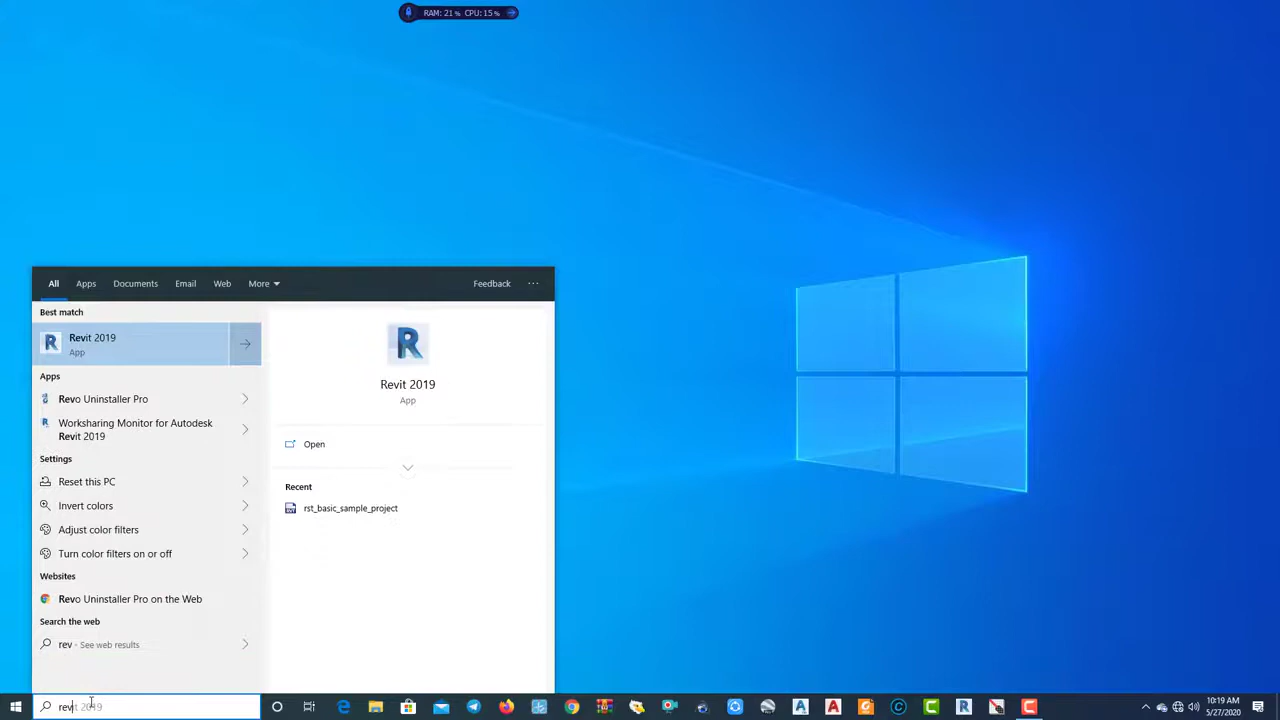 RAM: 21% CPU: 15%
All Apps Documents Email Web More Feedback ...
Best match
Revit 2019
App
Apps
Revo Uninstaller Pro
Worksharing Monitor for Autodesk
Revit 2019
Settings
Reset this PC
Invert colors
Adjust color filters
Turn color filters on or off
Websites
Revo Uninstaller Pro on the Web
Search the web
rev - See web results
Revit 2019
App
Open
Recent
rst_basic_sample_project
revit 2019
10:19 AM
5/27/2020